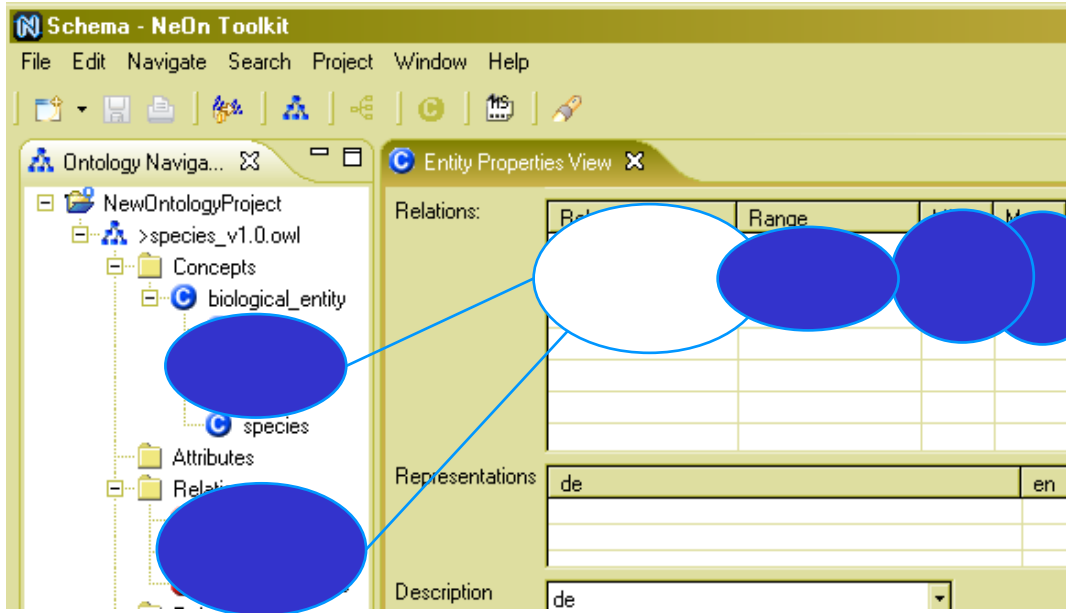 Schema - NeOn Toolkit
File Edit Navigate Search Project Window Help
MS
Ontology Naviga...
C Entity Properties View
NewOntologyProject
>species_v1.0.owl
Concepts
C biological_entity
C species
Attributes
Relations:
Range
Representations
de
en
Description
de